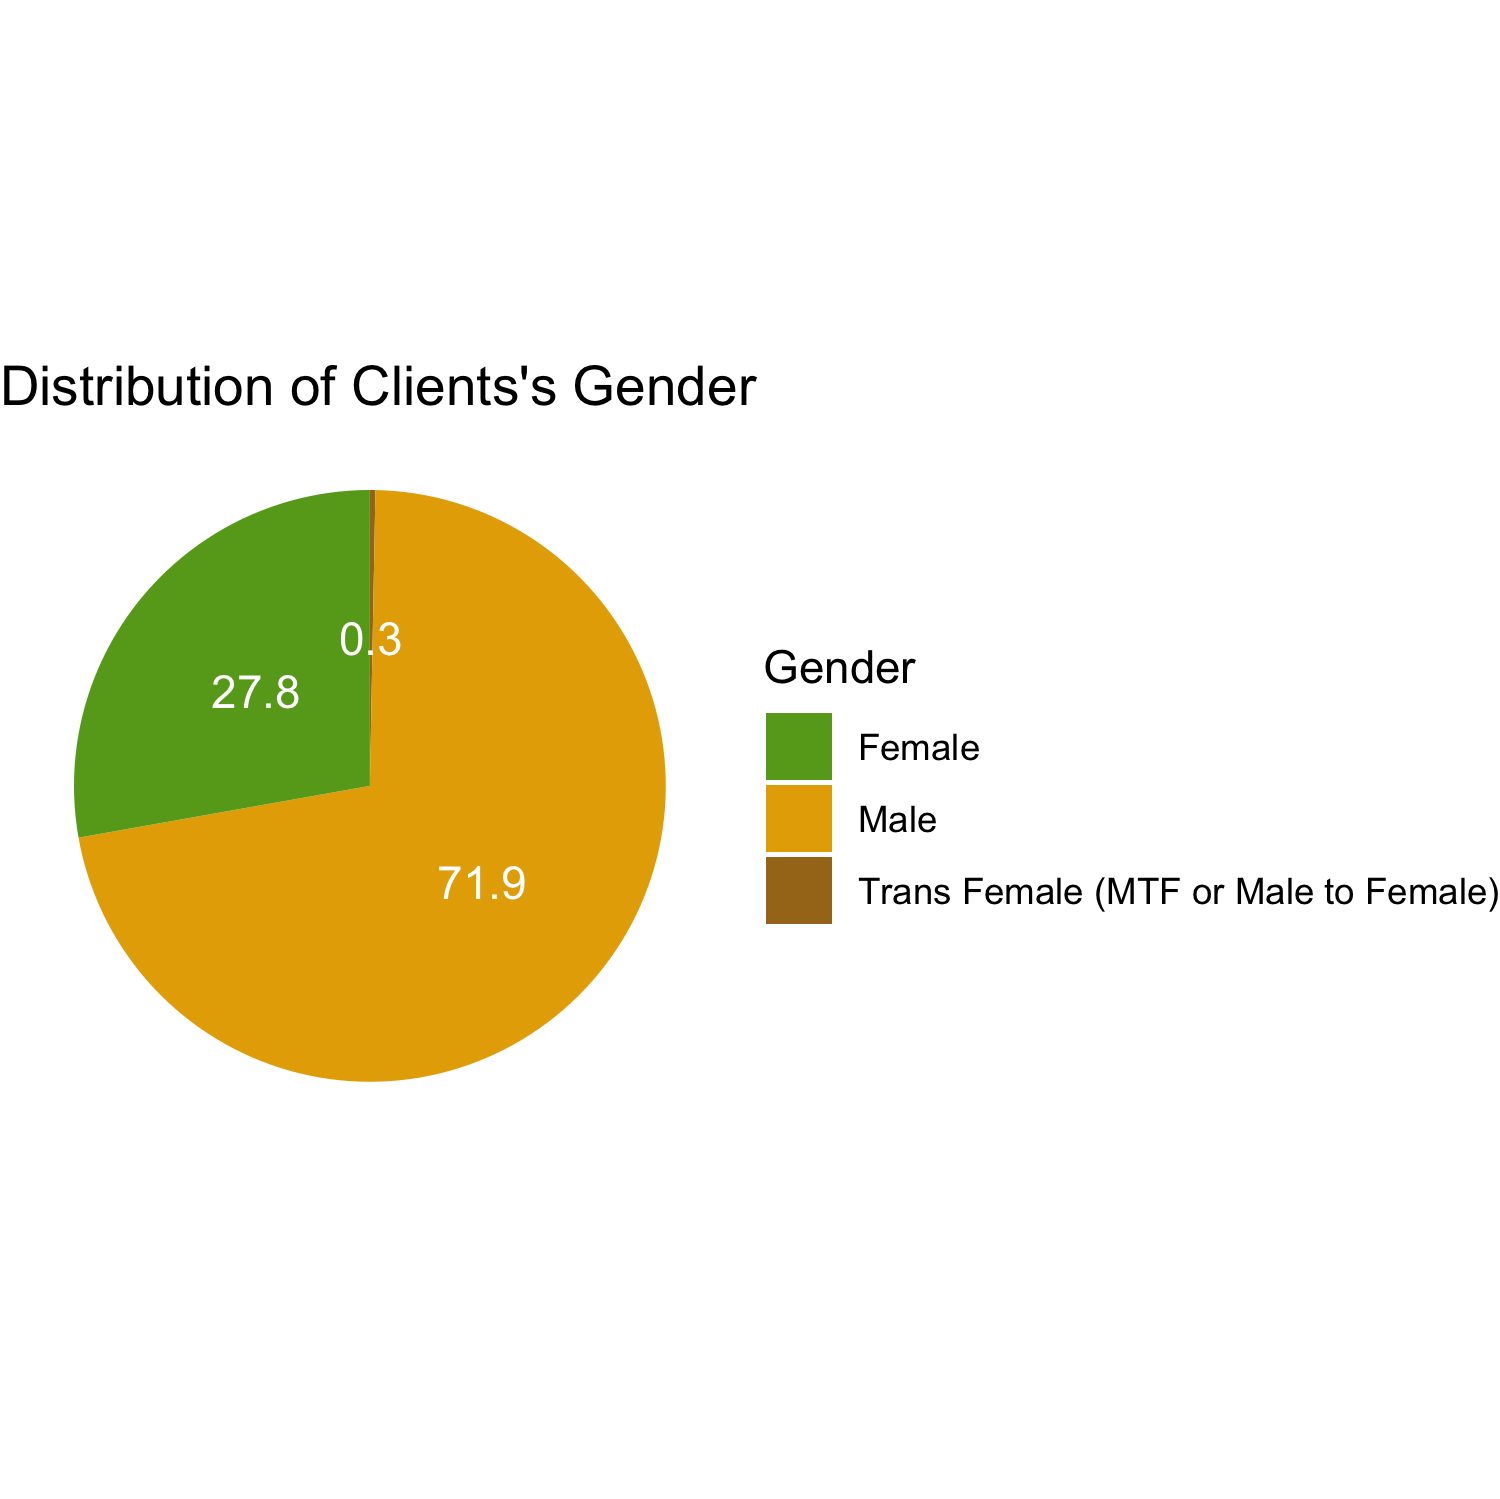 Distribution of Clients's Gender
0.3
27.8
71.9
Gender
Female
Male
Trans Female (MTF or Male to Female)